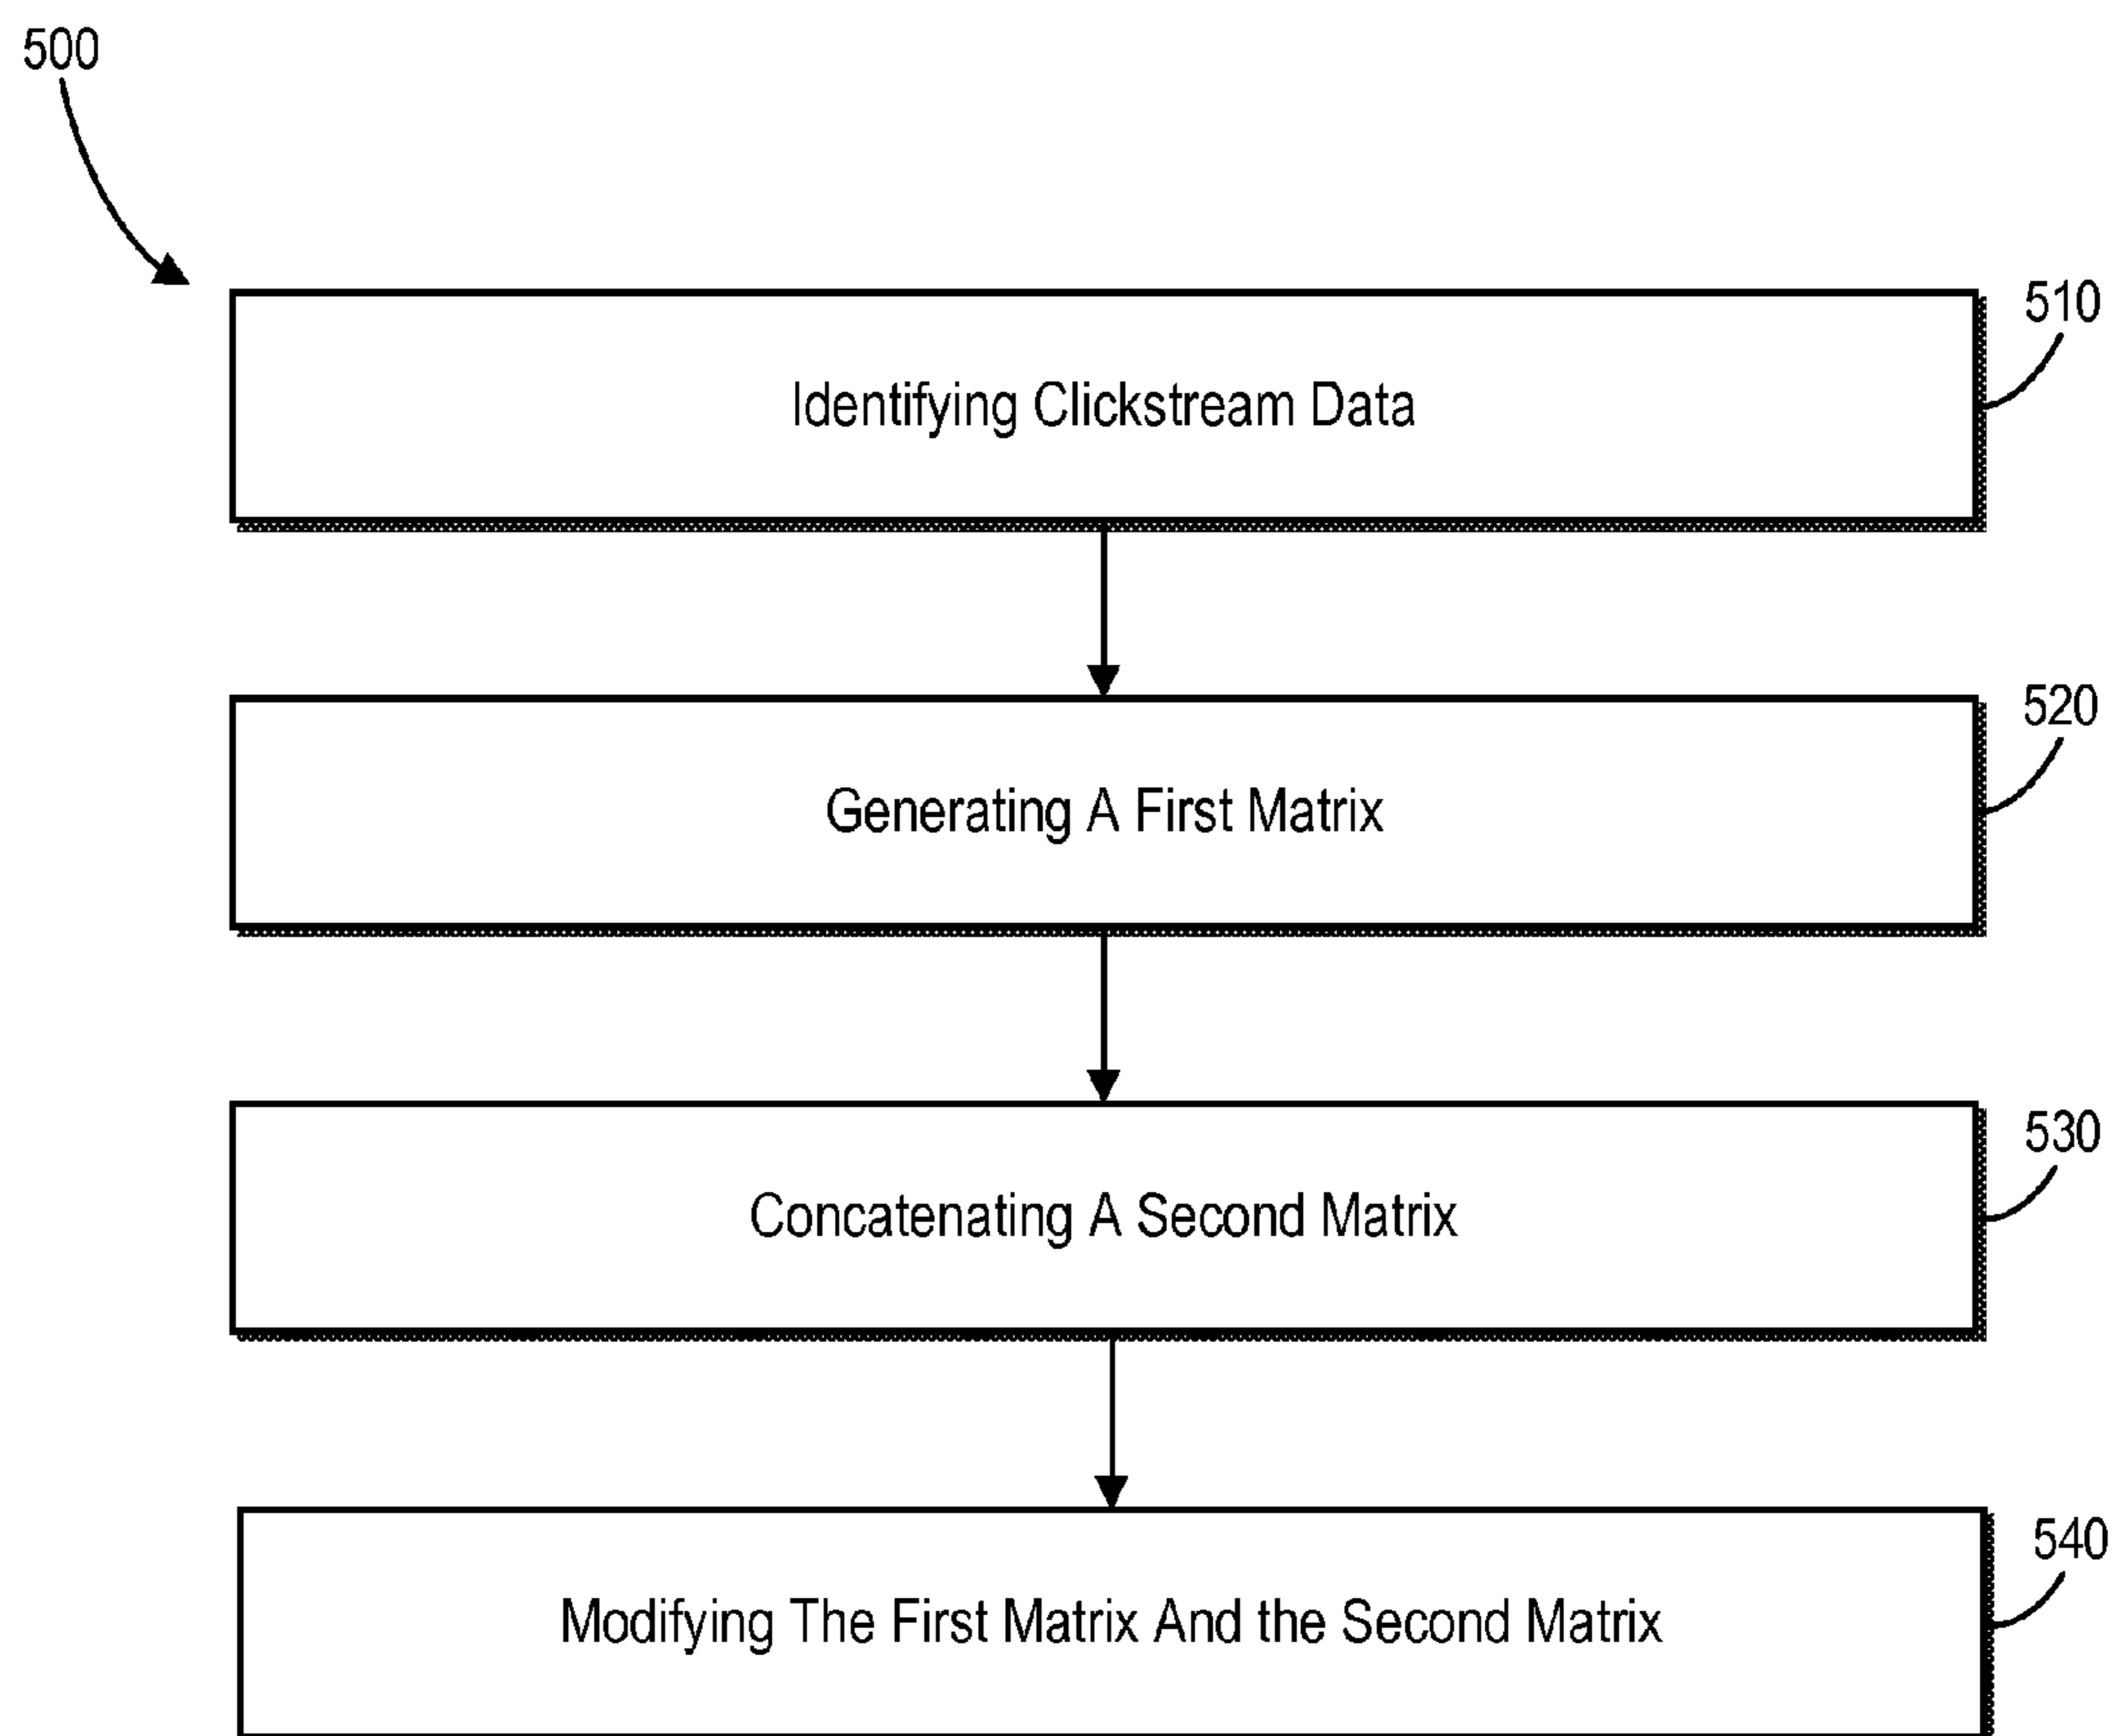 500
510
Identifying Clickstream Data
520
Generating A First Matrix
530
Concatenating A Second Matrix
540
Modifying The First Matrix And the Second Matrix